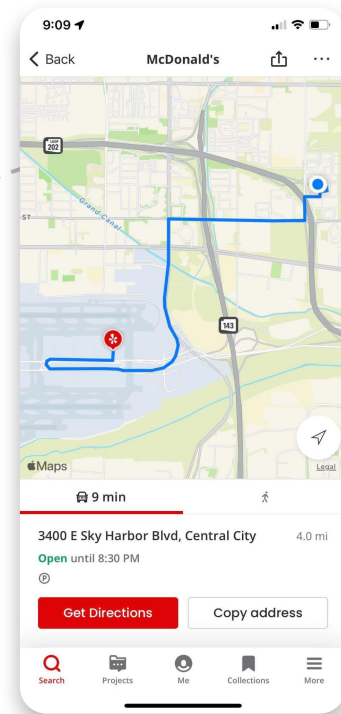 9:09
Back
McDonald's
202
ST
Grand Canal
143
Maps
Legal
9 min
3400 E Sky Harbor Blvd, Central City
4.0 mi
Open until 8:30 PM
P
Get Directions
Copy address
Search
Projects
Me
Collections
More